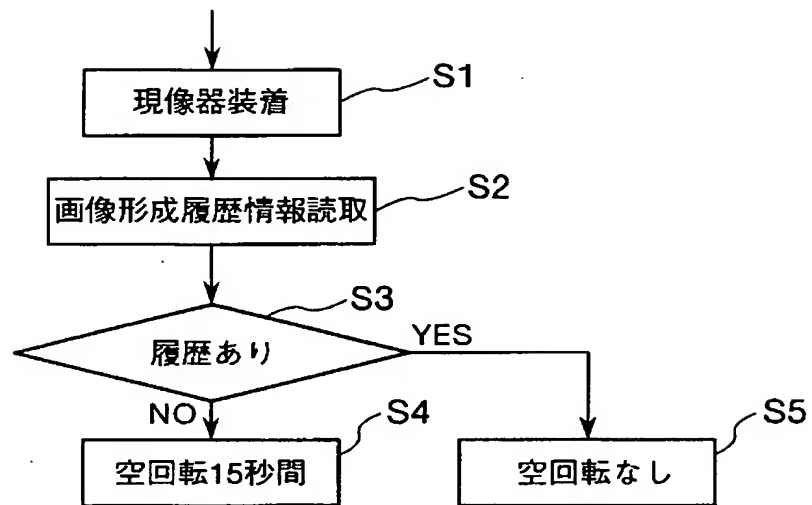 S1
現像器装着
S2
画像形成履歴情報読取
S3
履歴あり
YES
NO
S4
空回転15秒間
S5
空回転なし